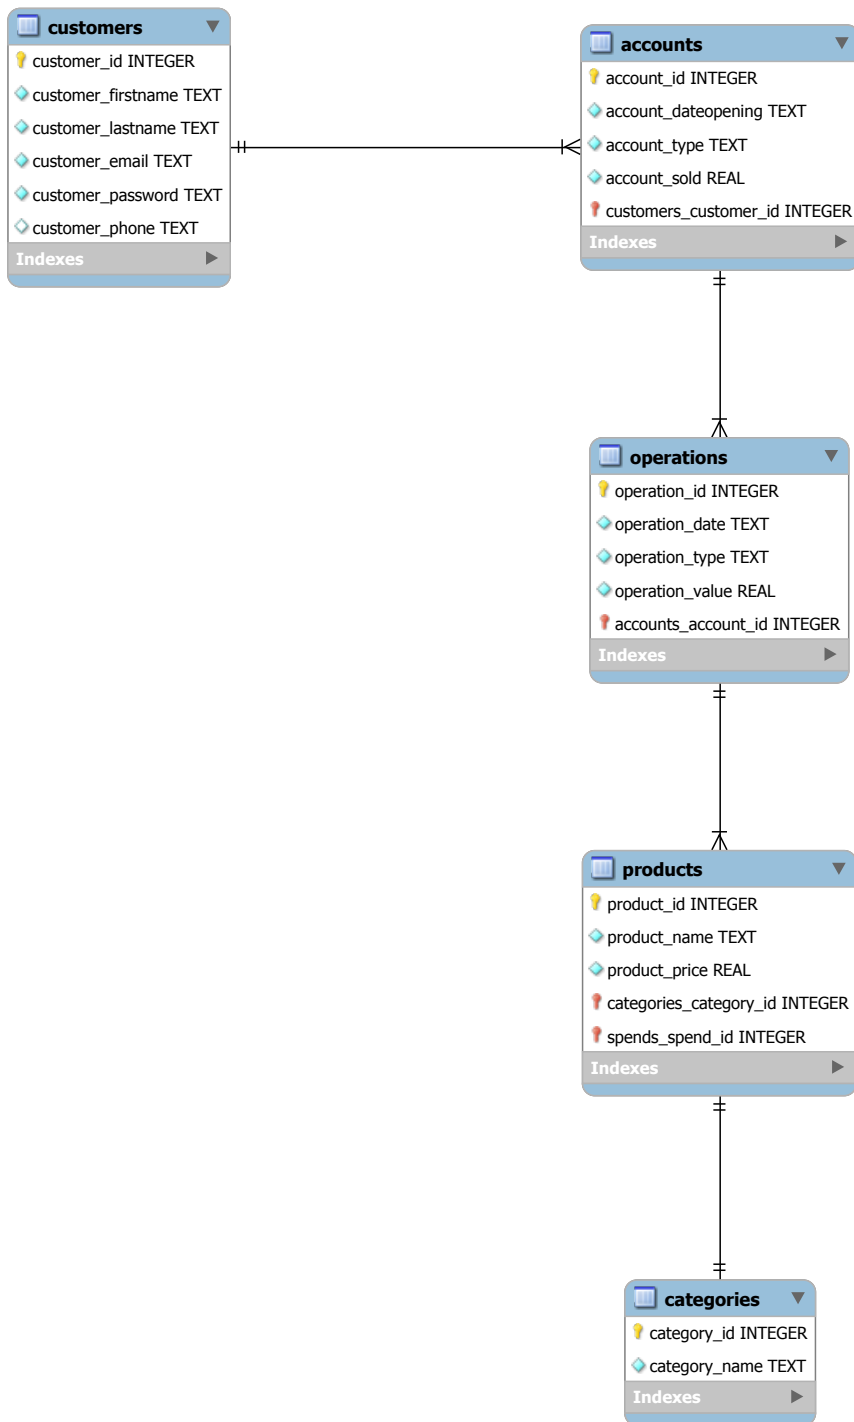 customers
customer_id INTEGER
customer_firstname TEXT
customer_lastname TEXT
customer_email TEXT
customer_password TEXT
customer_phone TEXT
Indexes
accounts
account_id INTEGER
account_dateopening TEXT
account_type TEXT
account_sold REAL
customers_customer_id INTEGER
Indexes
operations
operation_id INTEGER
operation_date TEXT
operation_type TEXT
operation_value REAL
accounts_account_id INTEGER
Indexes
products
product_id INTEGER
product_name TEXT
product_price REAL
categories_category_id INTEGER
spends_spend_id INTEGER
Indexes
categories
category_id INTEGER
category_name TEXT
Indexes